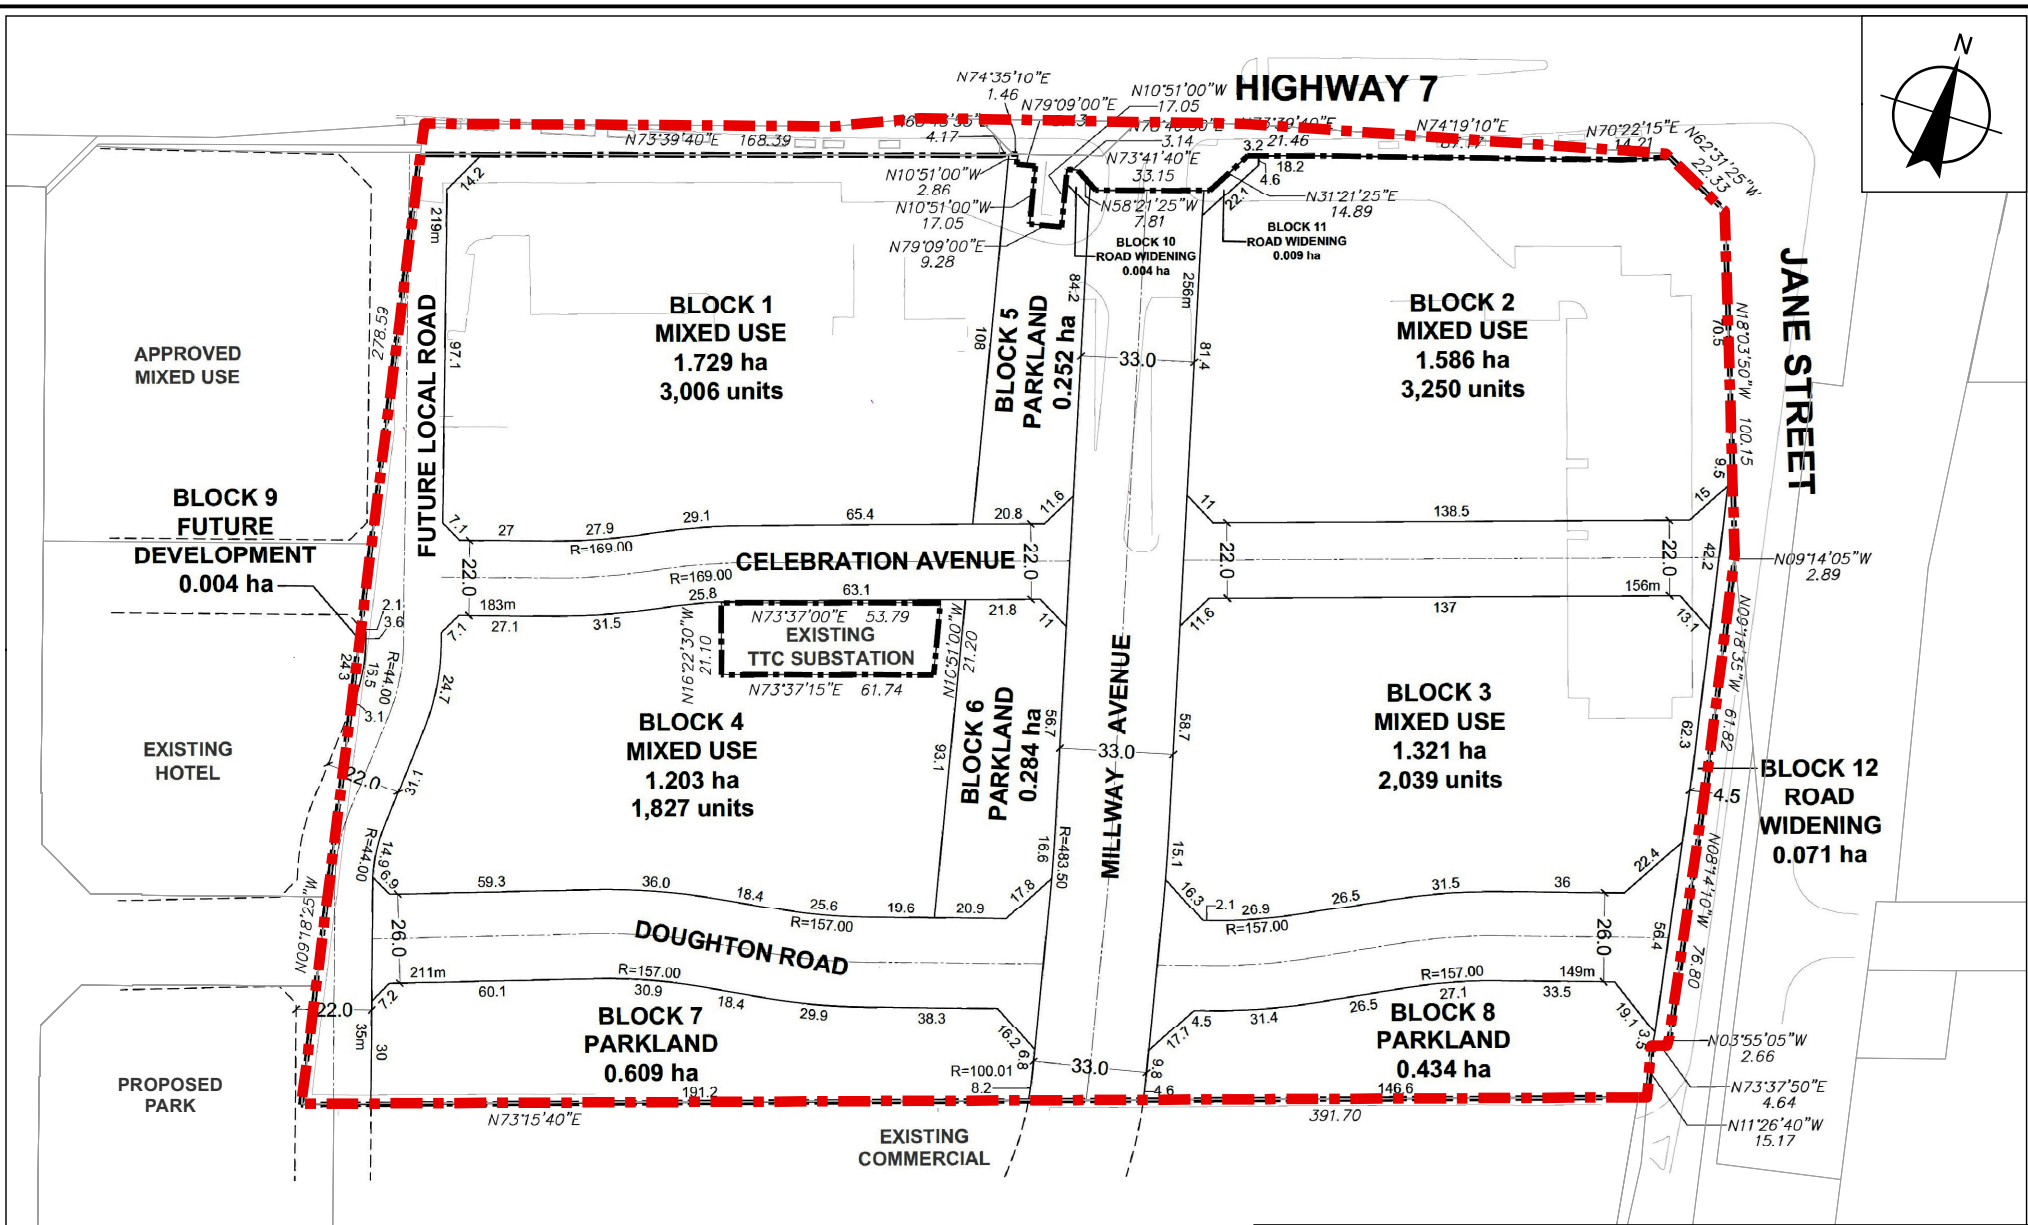 N
HIGHWAY 7
JANE STREET
N74°35'10"E
1.46
N79°09'00"E
N10°51'00"W
17.05
4.17
N73°39'40"E 168.39
3.14
N73°41'40"E
33.15
21.46
N74°19'10"E
N70°22'15"E
14.21
N62°31'25"W
22.33
3.2
18.2
4.6
22.1
N31°21'25"E
14.89
N10°51'00"W
2.86
N10°51'00"W
17.05
N79°09'00"E
9.28
N58°21'25"W
7.81
BLOCK 10
ROAD WIDENING
0.004 ha
BLOCK 11
ROAD WIDENING
0.009 ha
14.2
219m
278.59
97.1
FUTURE LOCAL ROAD
APPROVED
MIXED USE
BLOCK 1
MIXED USE
1.729 ha
3,006 units
108
BLOCK 5
PARKLAND
0.252 ha
84.2
33.0
256m
81.4
BLOCK 2
MIXED USE
1.586 ha
3,250 units
70.5
N18°03'50"W 100.15
9.5
15
BLOCK 9
FUTURE
DEVELOPMENT
0.004 ha
7.1
27
27.9
29.1
65.4
20.8
11.6
R=169.00
22.0
CELEBRATION AVENUE
22.0
R=169.00
11
138.5
22.0
22.0
42.2
156m
137
13.1
11.6
N09°14'05"W
2.89
2.1
3.6
7.1
183m
27.1
31.5
25.8
63.1
21.8
11
N73°37'00"E 53.79
EXISTING
TTC SUBSTATION
N73°37'15"E 61.74
N16°22'30"W
21.10
N10°51'00"W
21.20
24.3
16.5
R=44.00
3.1
24.7
EXISTING
HOTEL
22.0
31.1
BLOCK 4
MIXED USE
1.203 ha
1,827 units
93.1
BLOCK 6
PARKLAND
0.284 ha
56.7
33.0
MILLWAY AVENUE
58.7
BLOCK 3
MIXED USE
1.321 ha
2,039 units
62.3
N09°18'35"W 61.82
4.5
BLOCK 12
ROAD
WIDENING
0.071 ha
R=44.00
14.9
6.9
59.3
36.0
18.4
25.6
19.6
20.9
17.8
16.6
R=483.50
15.1
16.3
2.1
26.9
26.5
31.5
36
22.4
R=157.00
R=157.00
26.0
DOUGHTON ROAD
26.0
56.4
N08°14'10"W 76.80
N09°18'25"W
211m
60.1
R=157.00
30.9
18.4
29.9
38.3
16.2
6.8
7.2
22.0
35m
30
BLOCK 7
PARKLAND
0.609 ha
R=100.01
8.2
33.0
9.8
17.7
4.5
31.4
26.5
R=157.00
27.1
149m
33.5
19.1
3.5
BLOCK 8
PARKLAND
0.434 ha
N03°55'05"W
2.66
N73°37'50"E
4.64
N11°26'40"W
15.17
PROPOSED
PARK
191.2
4.6
146.6
N73°15'40"E
391.70
EXISTING
COMMERCIAL